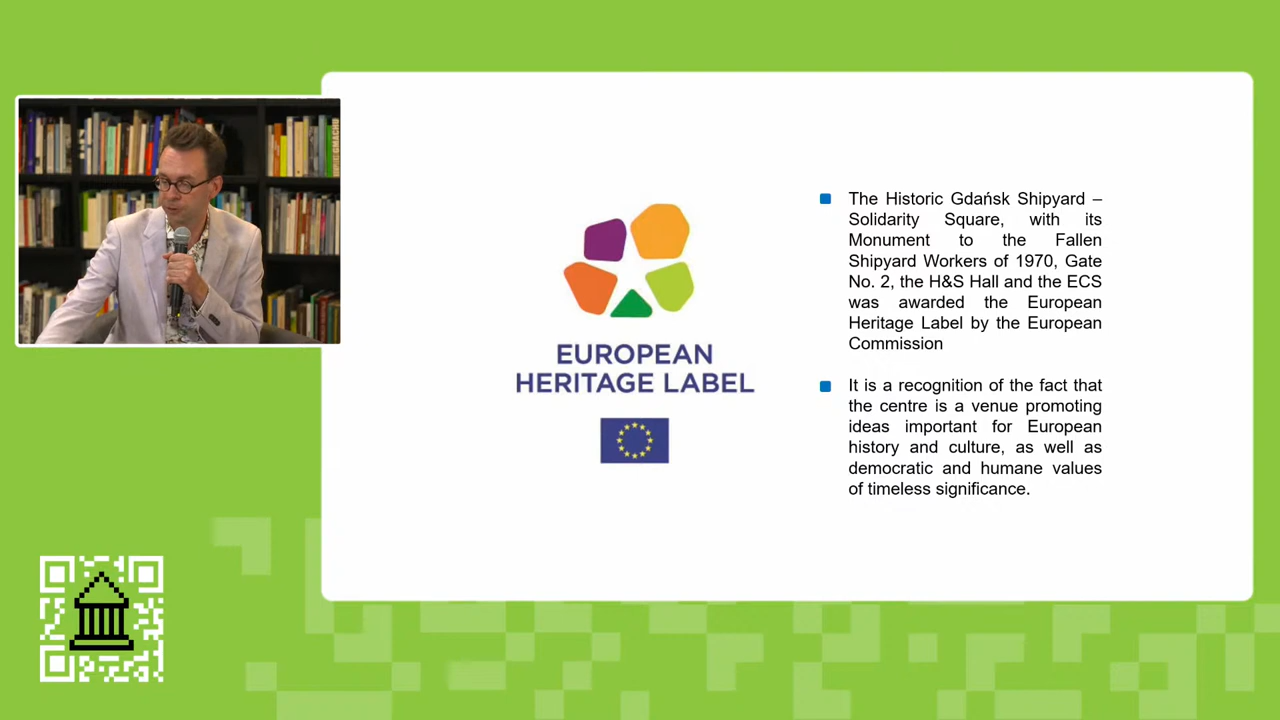 GMACHU
EUROPEAN
HERITAGE LABEL
The Historic Gdańsk Shipyard –
Solidarity Square, with its
Monument to the Fallen
Shipyard Workers of 1970, Gate
No. 2, the H&S Hall and the ECS
was awarded the European
Heritage Label by the European
Commission
It is a recognition of the fact that
the centre is a venue promoting
ideas important for European
history and culture, as well as
democratic and humane values
of timeless significance.